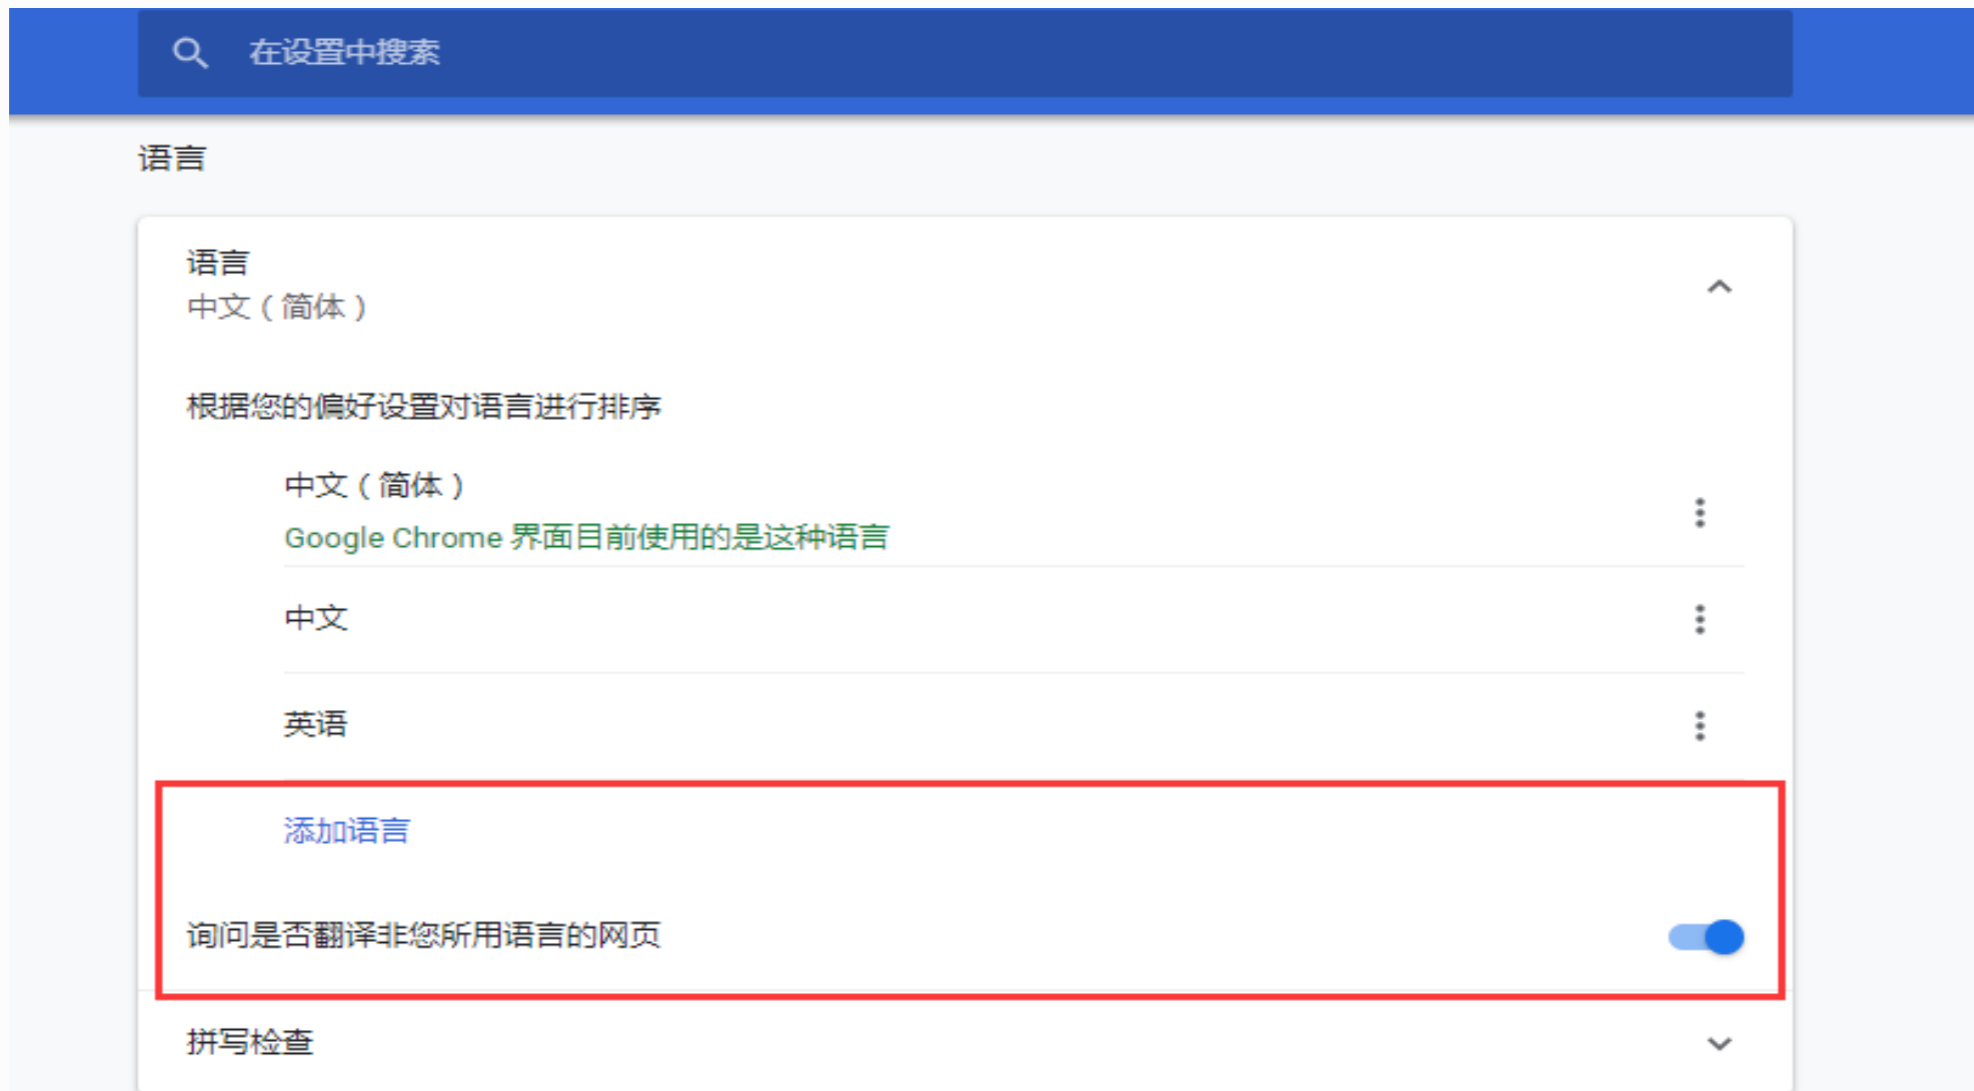 在设置中搜索
语言
语言
中文（简体）
根据您的偏好设置对语言进行排序
中文（简体）
Google Chrome 界面目前使用的是这种语言
中文
英语
添加语言
询问是否翻译非您所用语言的网页
拼写检查